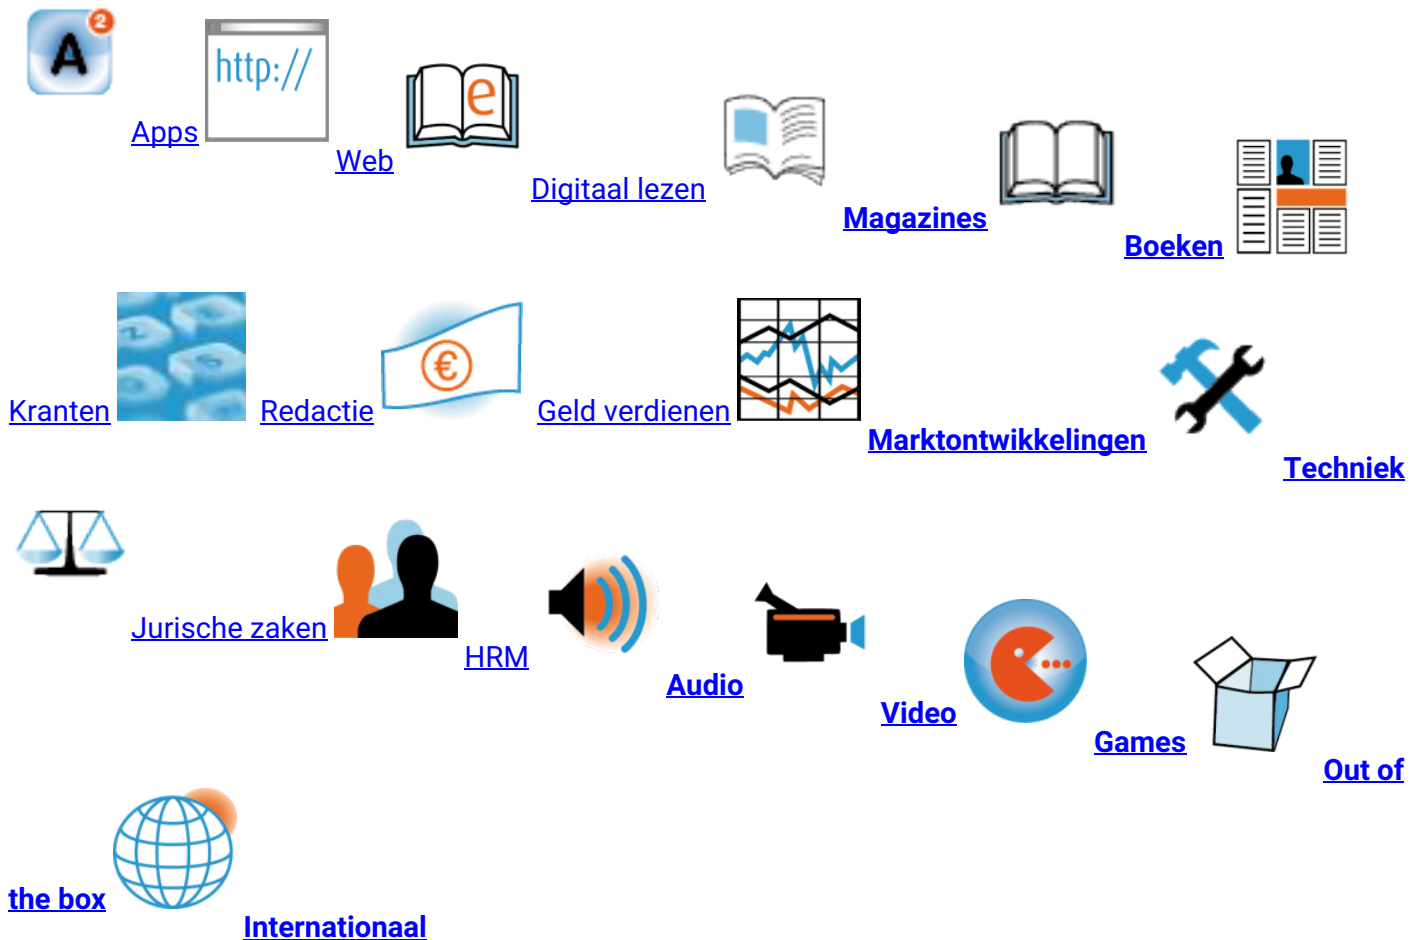 A 2 Apps http:// Web e Digitaal lezen Magazines Boeken
Kranten Redactie € Geld verdienen Marktontwikkelingen Techniek
Jurische zaken HRM Audio Video Games Out of
the box Internationaal